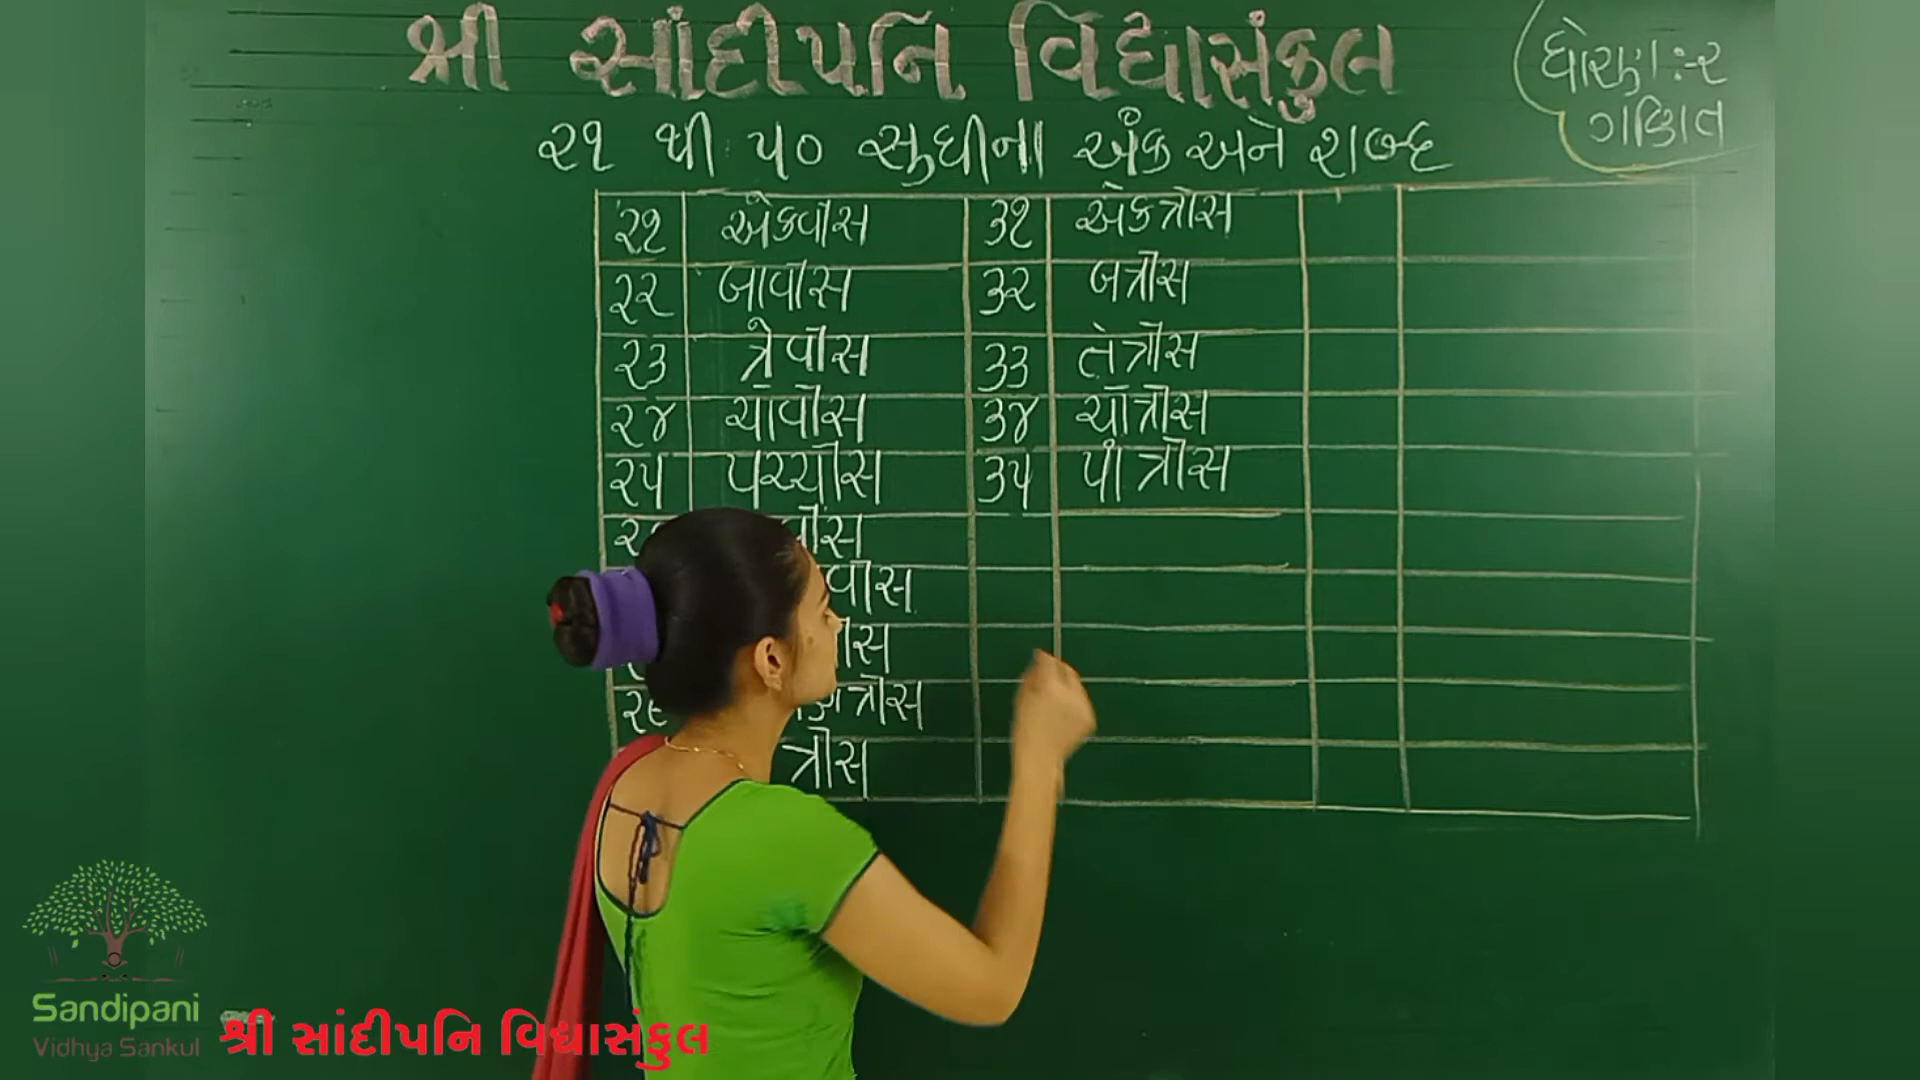 શ્રી સાંદીપનિ વિદ્યાસંકુલ
ધોરણ :- ૨
ગણિત
૨૧ થી ૫૦ સુધીના અંક અને શબ્દ
૨૧ એકવીસ ૩૧ એકત્રીસ
૨૨ બાવીસ ૩૨ બત્રીસ
૨૩ ત્રેવીસ ૩૩ તેત્રીસ
૨૪ ચોવીસ ૩૪ ચોત્રીસ
૨૫ પચ્ચીસ ૩૫ પાંત્રીસ
૨૯
ત્રીસ
Sandipani
Vidhya Sankul
શ્રી સાંદીપનિ વિદ્યાસંકુલ